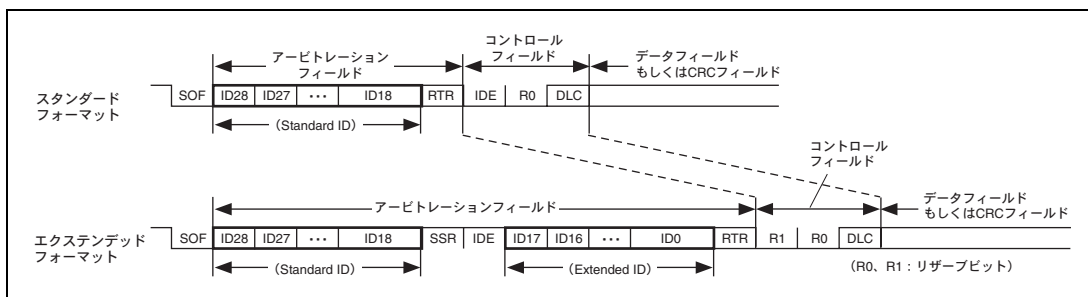 アービトレーション
フィールド
コントロール
フィールド
データフィールド
もしくはCRCフィールド
スタンダード
フォーマット
SOF ID28 ID27 ··· ID18 RTR IDE R0 DLC
(Standard ID)
コントロール
フィールド
アービトレーションフィールド
データフィールド
もしくはCRCフィールド
エクステンデッド
フォーマット
SOF ID28 ID27 ··· ID18 SSR IDE ID17 ID16 ··· ID0 RTR R1 R0 DLC
(Standard ID) (Extended ID) (R0、R1:リザーブビット)